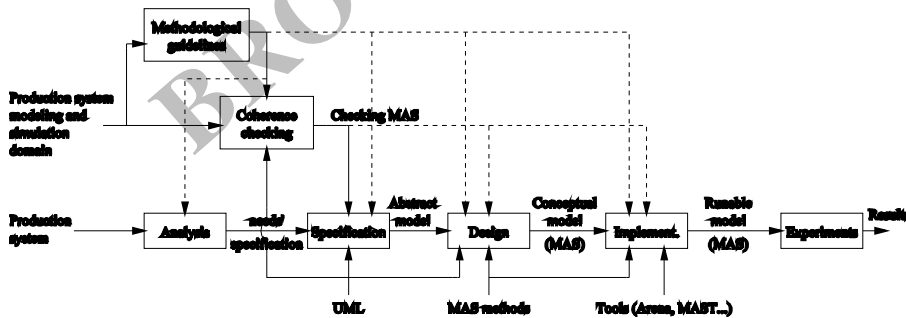 Methodological
guidelines
Production system
modeling and
simulation
domain
Coherence
checking
Checking MAS
Production
system
Analysis
needs/
specification
Specification
Abstract
model
Design
Conceptual
model
(MAS)
Implement.
Runable
model
(MAS)
Experiments
Results
UML
MAS methods
Tools (Arena, MAST...)
BRO